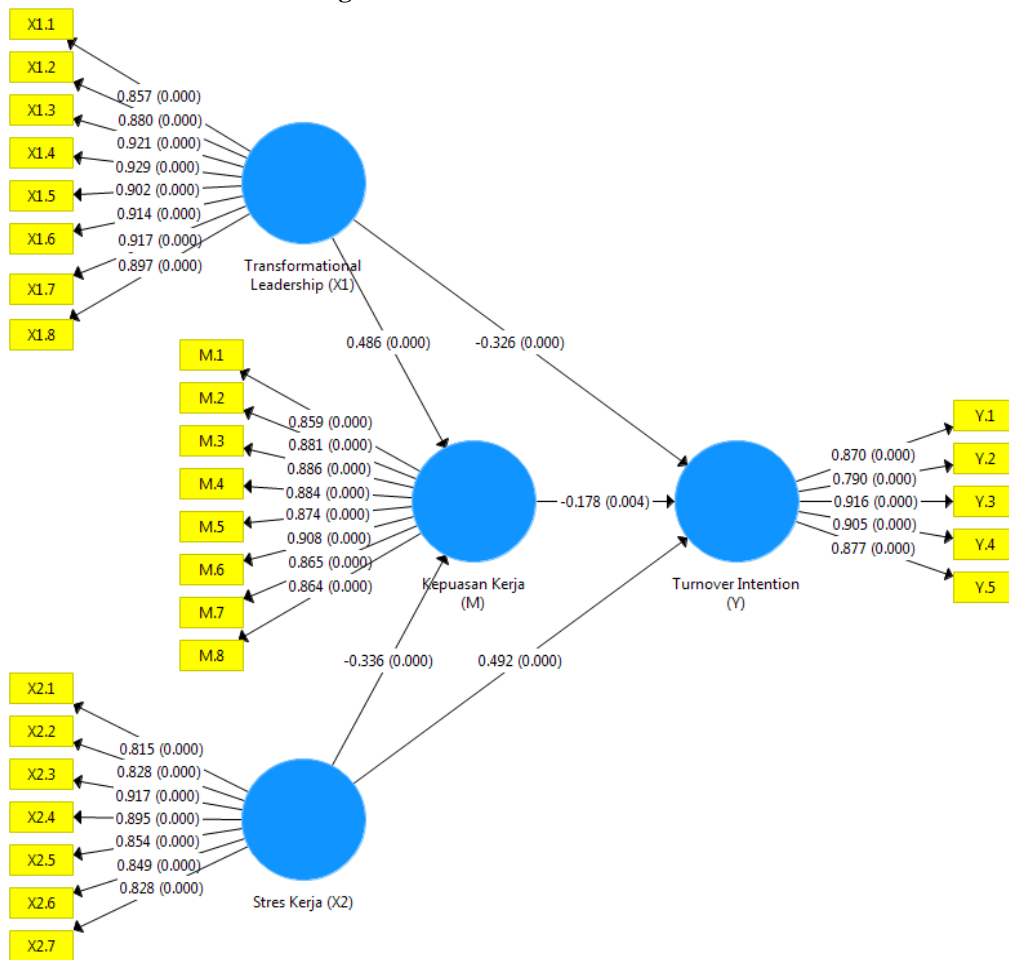 X1.1
X1.2
X1.3
X1.4
X1.5
X1.6
X1.7
X1.8
0.857 (0.000)
0.880 (0.000)
0.921 (0.000)
0.929 (0.000)
0.902 (0.000)
0.914 (0.000)
0.917 (0.000)
0.897 (0.000)
Transformational
Leadership (X1)
0.486 (0.000)
-0.326 (0.000)
M.1
M.2
M.3
M.4
M.5
M.6
M.7
M.8
0.859 (0.000)
0.881 (0.000)
0.886 (0.000)
0.884 (0.000)
0.874 (0.000)
0.908 (0.000)
0.865 (0.000)
0.864 (0.000)
Kepuasan Kerja
(M)
-0.178 (0.004)
Turnover Intention
(Y)
0.870 (0.000)
0.790 (0.000)
0.916 (0.000)
0.905 (0.000)
0.877 (0.000)
Y.1
Y.2
Y.3
Y.4
Y.5
-0.336 (0.000)
0.492 (0.000)
X2.1
X2.2
X2.3
X2.4
X2.5
X2.6
X2.7
0.815 (0.000)
0.828 (0.000)
0.917 (0.000)
0.895 (0.000)
0.854 (0.000)
0.849 (0.000)
0.828 (0.000)
Stres Kerja (X2)